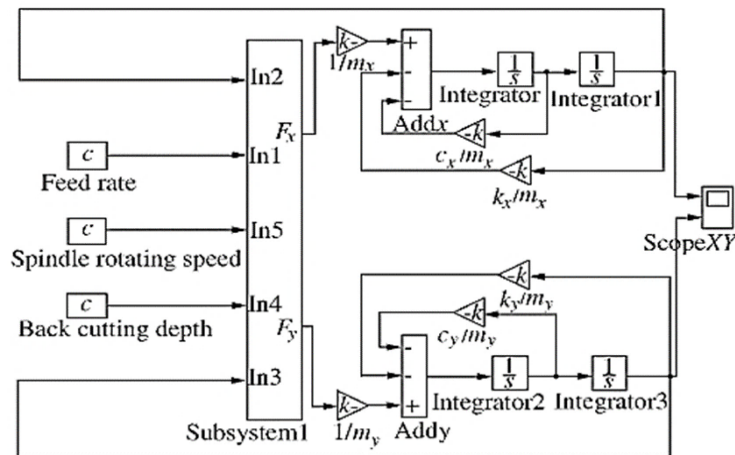 k-
1/mx
+
-
-
Addx
1/s
Integrator
1/s
Integrator1
-k
cx/mx
-k
kx/mx
In2
Fx
c
In1
Feed rate
c
In5
Spindle rotating speed
c
In4
Back cutting depth
Fy
In3
Subsystem1
ScopeXY
-k
ky/my
-k
cy/my
-
-
+
Addy
1/s
Integrator2
1/s
Integrator3
k-
1/my